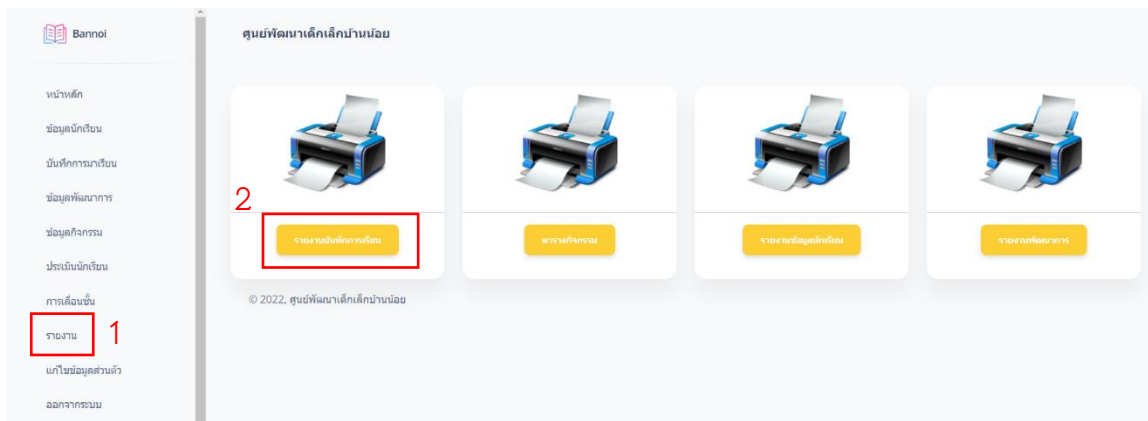 Bannoi
ศูนย์พัฒนาเด็กเล็กบ้านน้อย
หน้าหลัก
ข้อมูลนักเรียน
บันทึกการมาเรียน
ข้อมูลพัฒนาการ
ข้อมูลกิจกรรม
ประเมินนักเรียน
การเลื่อนชั้น
รายงาน
1
แก้ไขข้อมูลส่วนตัว
ออกจากระบบ
2
รายงานบันทึกการเรียน
ตารางกิจกรรม
รายงานข้อมูลนักเรียน
รายงานพัฒนาการ
© 2022, ศูนย์พัฒนาเด็กเล็กบ้านน้อย